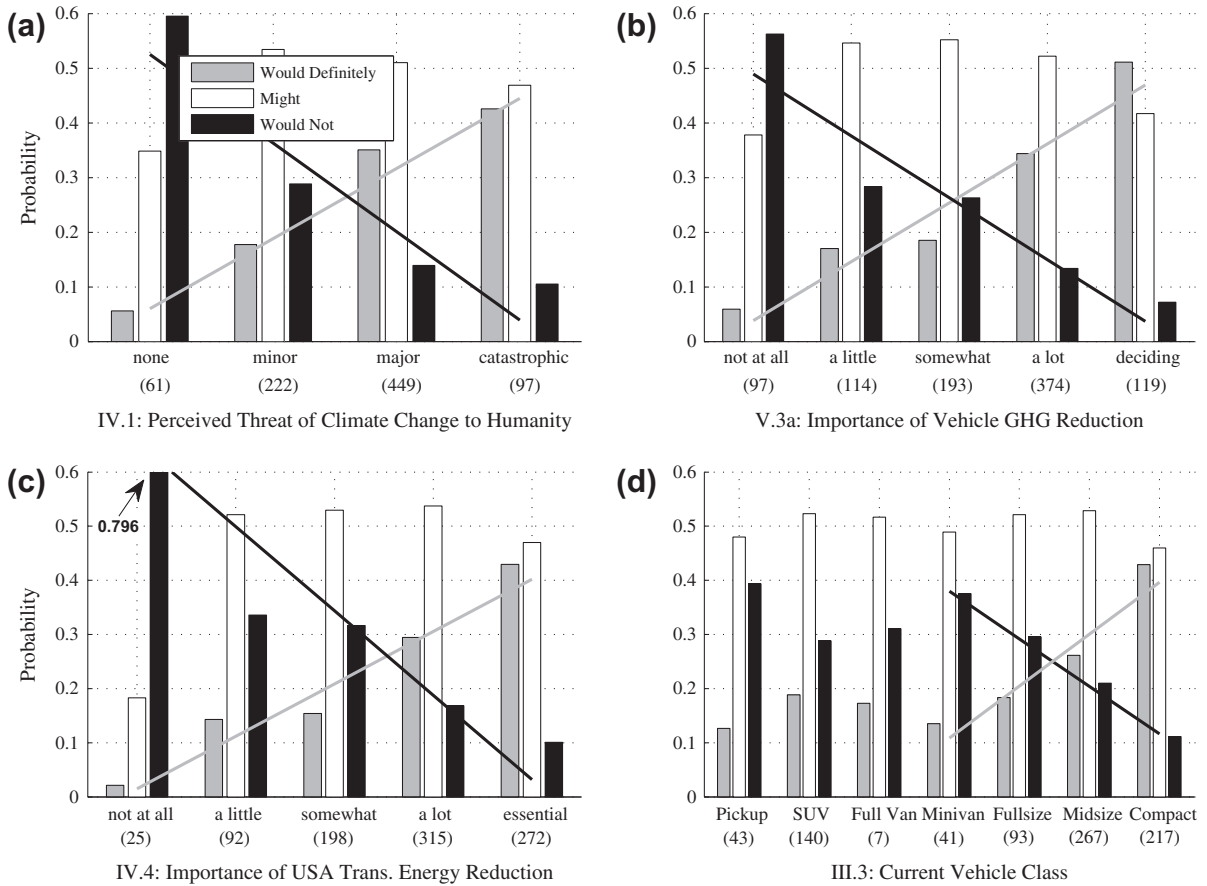 (a)
0.6
0.5
0.4
0.3
0.2
0.1
0
Probability
Would Definitely
Might
Would Not
none minor major catastrophic
(61) (222) (449) (97)
IV.1: Perceived Threat of Climate Change to Humanity
(b)
0.6
0.5
0.4
0.3
0.2
0.1
0
not at all a little somewhat a lot deciding
(97) (114) (193) (374) (119)
V.3a: Importance of Vehicle GHG Reduction
(c)
0.6
0.5
0.4
0.3
0.2
0.1
0
Probability
0.796
not at all a little somewhat a lot essential
(25) (92) (198) (315) (272)
IV.4: Importance of USA Trans. Energy Reduction
(d)
0.6
0.5
0.4
0.3
0.2
0.1
0
Pickup SUV Full Van Minivan Fullsize Midsize Compact
(43) (140) (7) (41) (93) (267) (217)
III.3: Current Vehicle Class